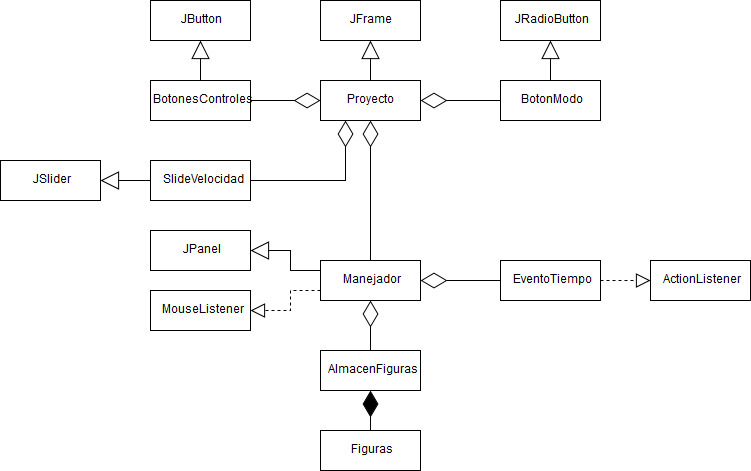 JButton
JFrame
JRadioButton
BotonesControles
Proyecto
BotonModo
JSlider
SlideVelocidad
JPanel
Manejador
EventoTiempo
ActionListener
MouseListener
AlmacenFiguras
Figuras